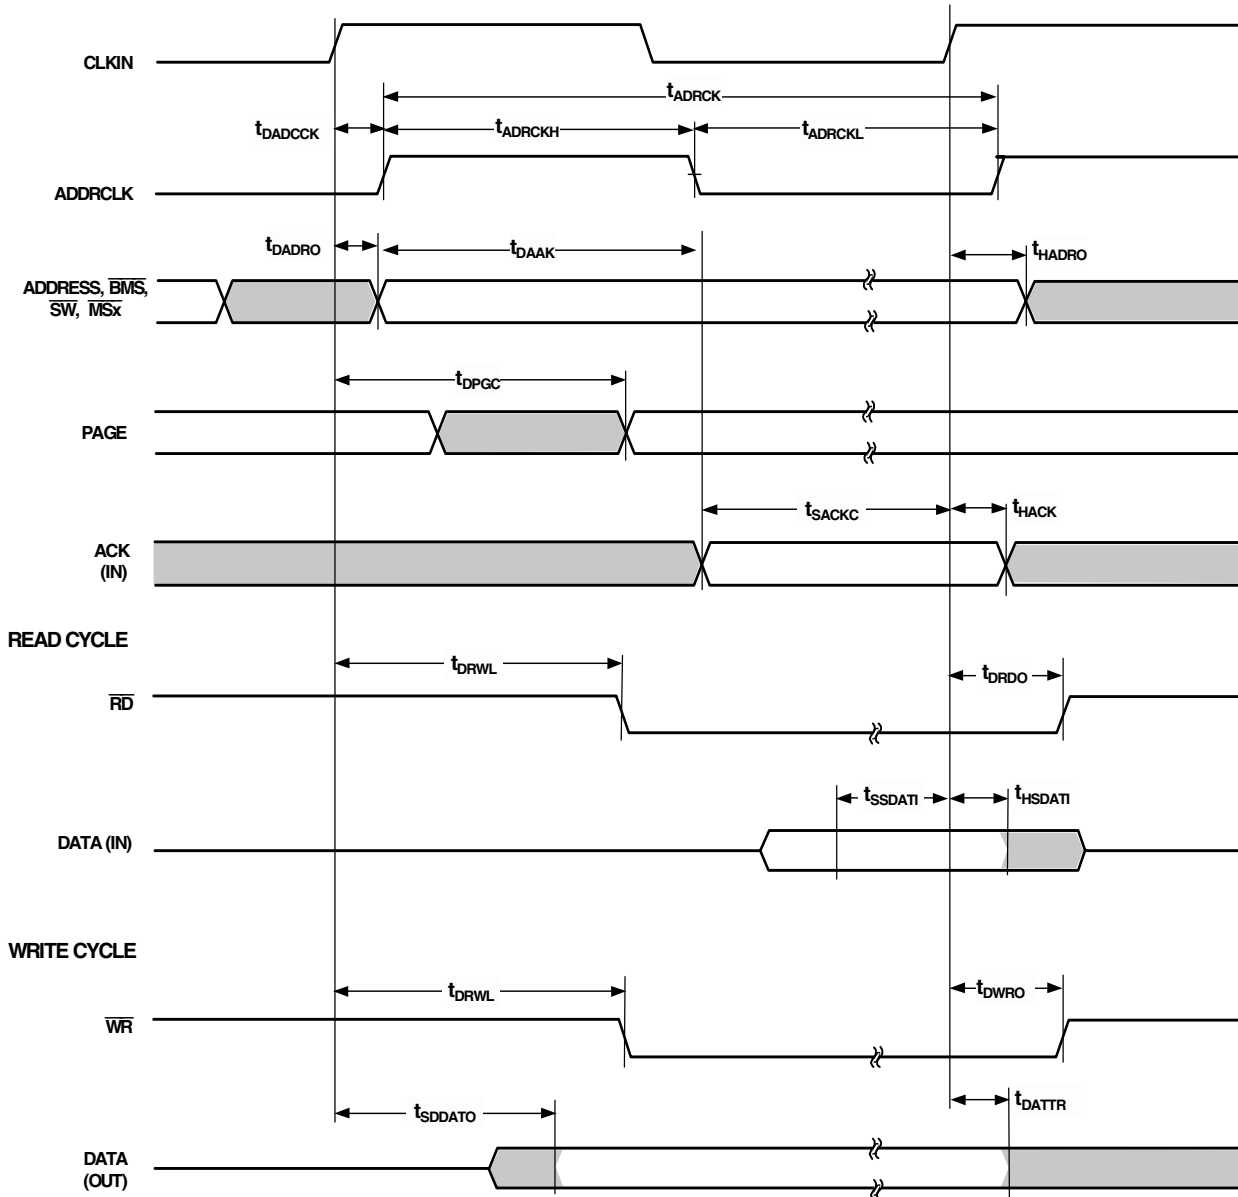 CLKIN
tADRCK
tDADCCK
tADRCKH
tADRCKL
ADDRCLK
tDADRO
tDAAK
tHADRO
ADDRESS, BMS,
SW, MSx
tDPGC
PAGE
tSACKC
tHACK
ACK
(IN)
READ CYCLE
tDRWL
tDRDO
RD
tSSDATI
tHSDATI
DATA (IN)
WRITE CYCLE
tDRWL
tDWRO
WR
tSDDATO
tDATTR
DATA
(OUT)